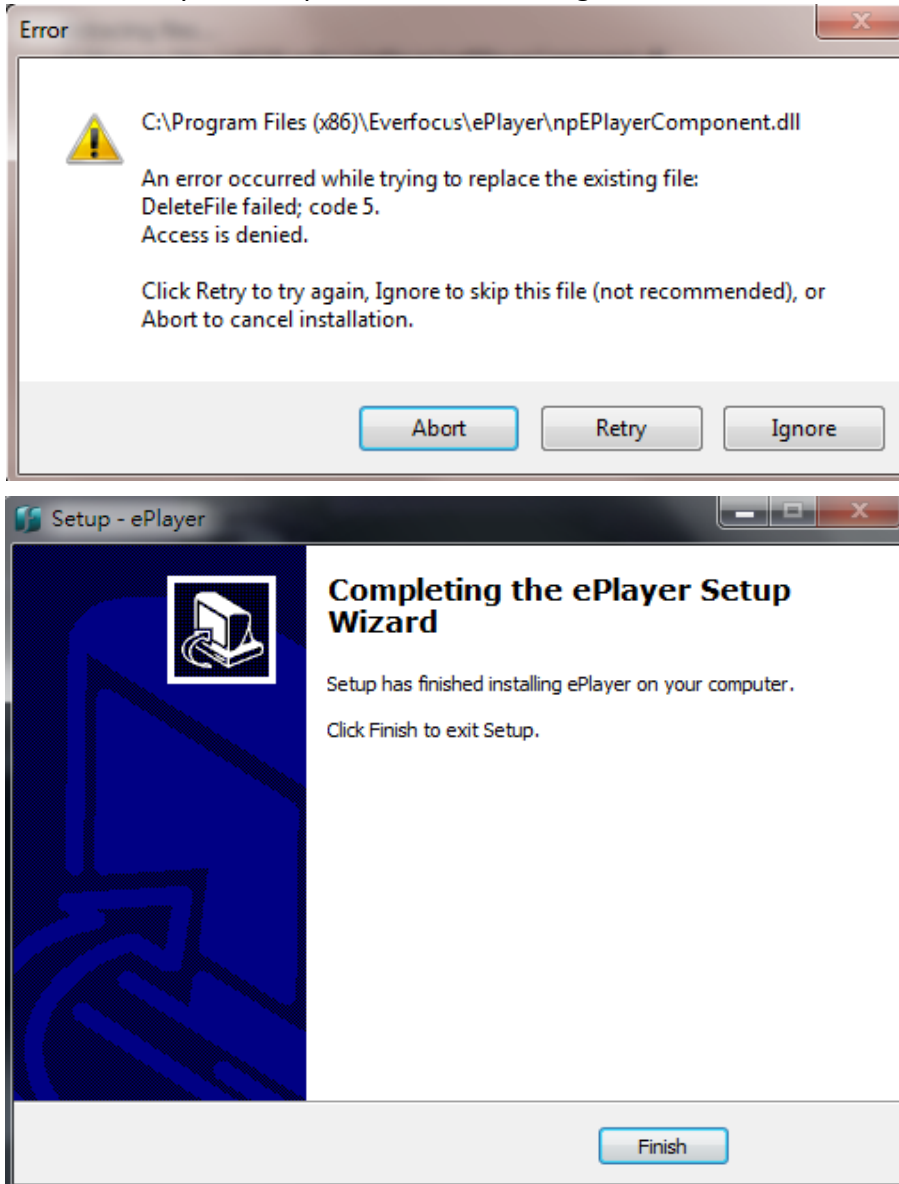 Error
C:\Program Files (x86)\Everfocus\ePlayer\npEPlayerComponent.dll
An error occurred while trying to replace the existing file:
DeleteFile failed; code 5.
Access is denied.
Click Retry to try again, Ignore to skip this file (not recommended), or
Abort to cancel installation.
Abort Retry Ignore
Setup - ePlayer
Completing the ePlayer Setup
Wizard
Setup has finished installing ePlayer on your computer.
Click Finish to exit Setup.
Finish